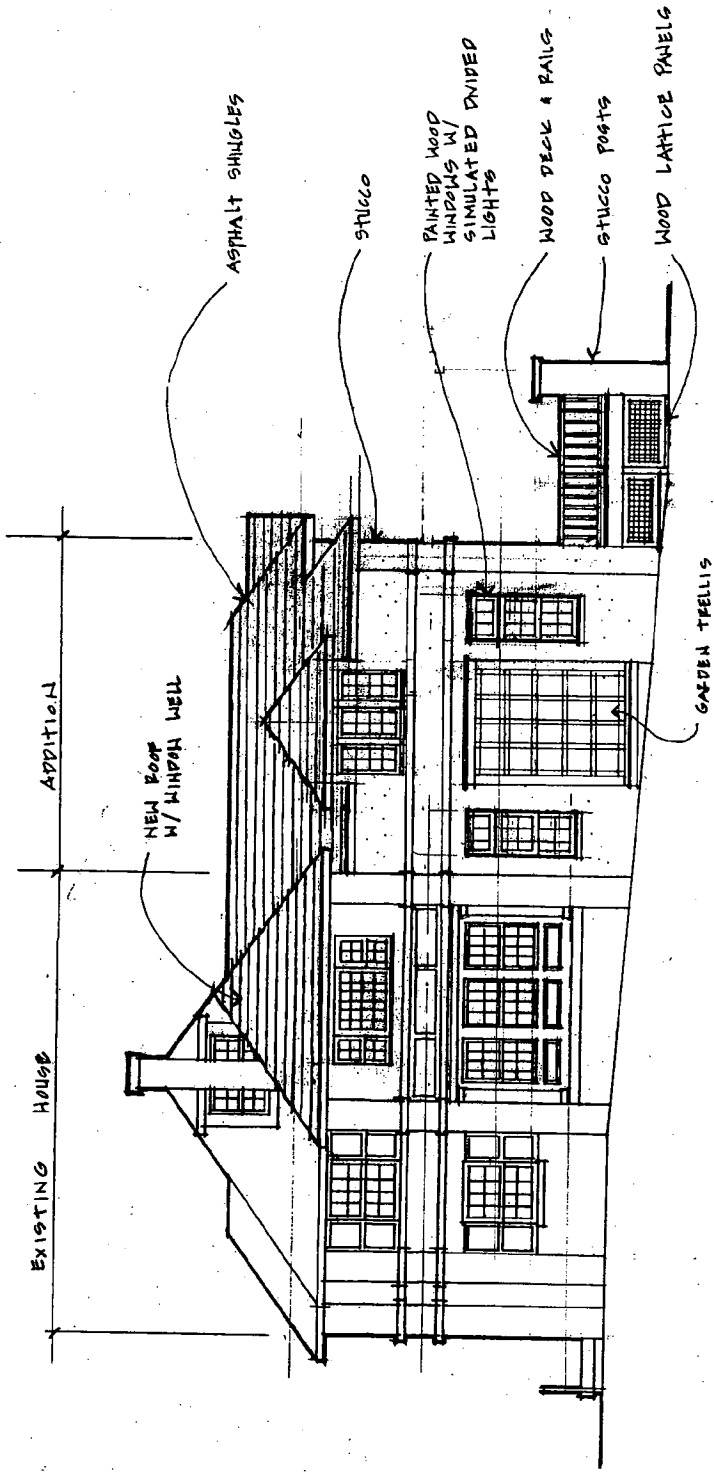 EXISTING HOUSE
ADDITION
NEW ROOF
W/ WINDOW WELL
ASPHALT SHINGLES
STUCCO
PAINTED WOOD
WINDOWS W/
SIMULATED DIVIDED
LIGHTS
WOOD DECK & RAILS
STUCCO POSTS
WOOD LATTICE PANELS
GARDEN TRELLIS